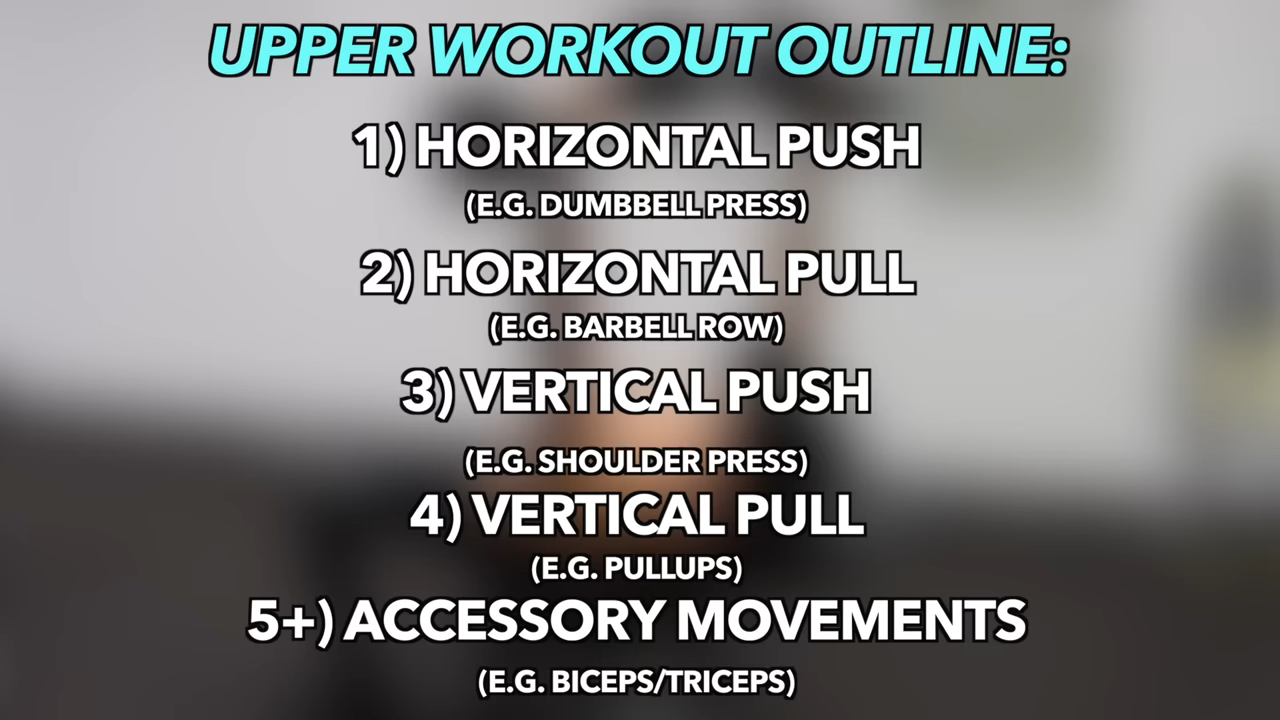 UPPER WORKOUT OUTLINE:
1) HORIZONTAL PUSH
(E.G. DUMBBELL PRESS)
2) HORIZONTAL PULL
(E.G. BARBELL ROW)
3) VERTICAL PUSH
(E.G. SHOULDER PRESS)
4) VERTICAL PULL
(E.G. PULLUPS)
5+) ACCESSORY MOVEMENTS
(E.G. BICEPS/TRICEPS)